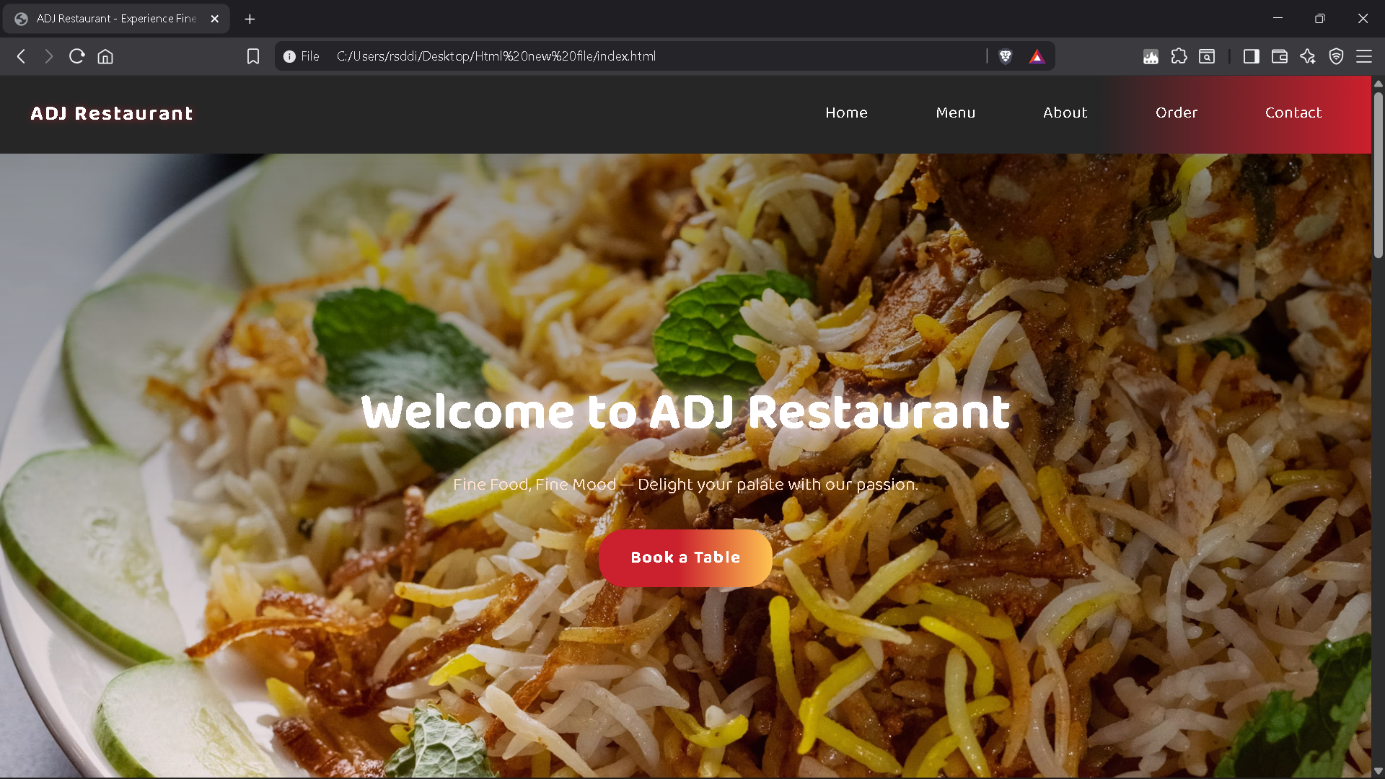 ADJ Restaurant - Experience Fine
File C:/Users/rsddi/Desktop/Html%20new%20file/index.html
ADJ Restaurant
Home Menu About Order Contact
Welcome to ADJ Restaurant
Fine Food, Fine Mood — Delight your palate with our passion.
Book a Table